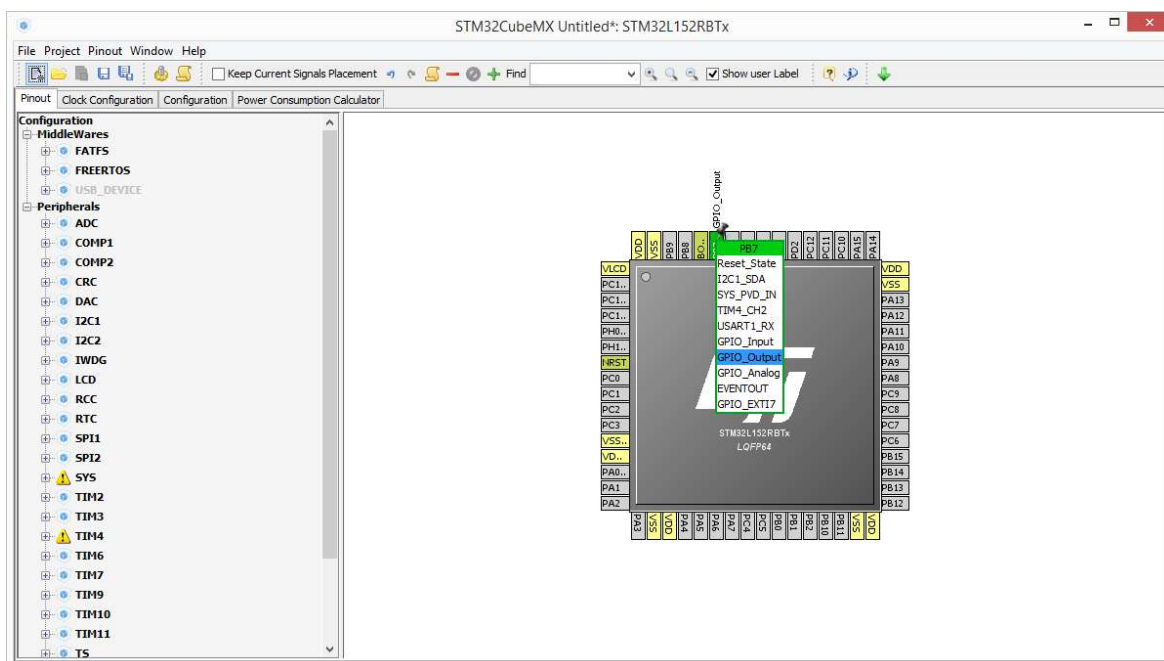 STM32CubeMX Untitled*: STM32L152RBTx
File Project Pinout Window Help
Keep Current Signals Placement Find Show user Label
Pinout Clock Configuration Configuration Power Consumption Calculator
Configuration
MiddleWares
FATFS
FREERTOS
USB_DEVICE
Peripherals
ADC
COMP1
COMP2
CRC
DAC
I2C1
I2C2
IWDG
LCD
RCC
RTC
SPI1
SPI2
SYS
TIM2
TIM3
TIM4
TIM6
TIM7
TIM9
TIM10
TIM11
TS
GPIO_Output
VDD
VSS
PB9
PB8
BO..
PD2
PC12
PC11
PC10
PA15
PA14
PB7
Reset_State
I2C1_SDA
SYS_PVD_IN
TIM4_CH2
USART1_RX
GPIO_Input
GPIO_Output
GPIO_Analog
EVENTOUT
GPIO_EXTI7
VLCD
PC1..
PC1..
PC1..
PH0..
PH1..
NRST
PC0
PC1
PC2
PC3
VSS..
VD..
PA0..
PA1
PA2
STM32L152RBTx
LQFP64
VDD
VSS
PA13
PA12
PA11
PA10
PA9
PA8
PC9
PC8
PC7
PC6
PB15
PB14
PB13
PB12
PA3
VSS
VDD
PA4
PA5
PA6
PA7
PC4
PC5
PB0
PB1
PB2
PB10
PB11
VSS
VDD